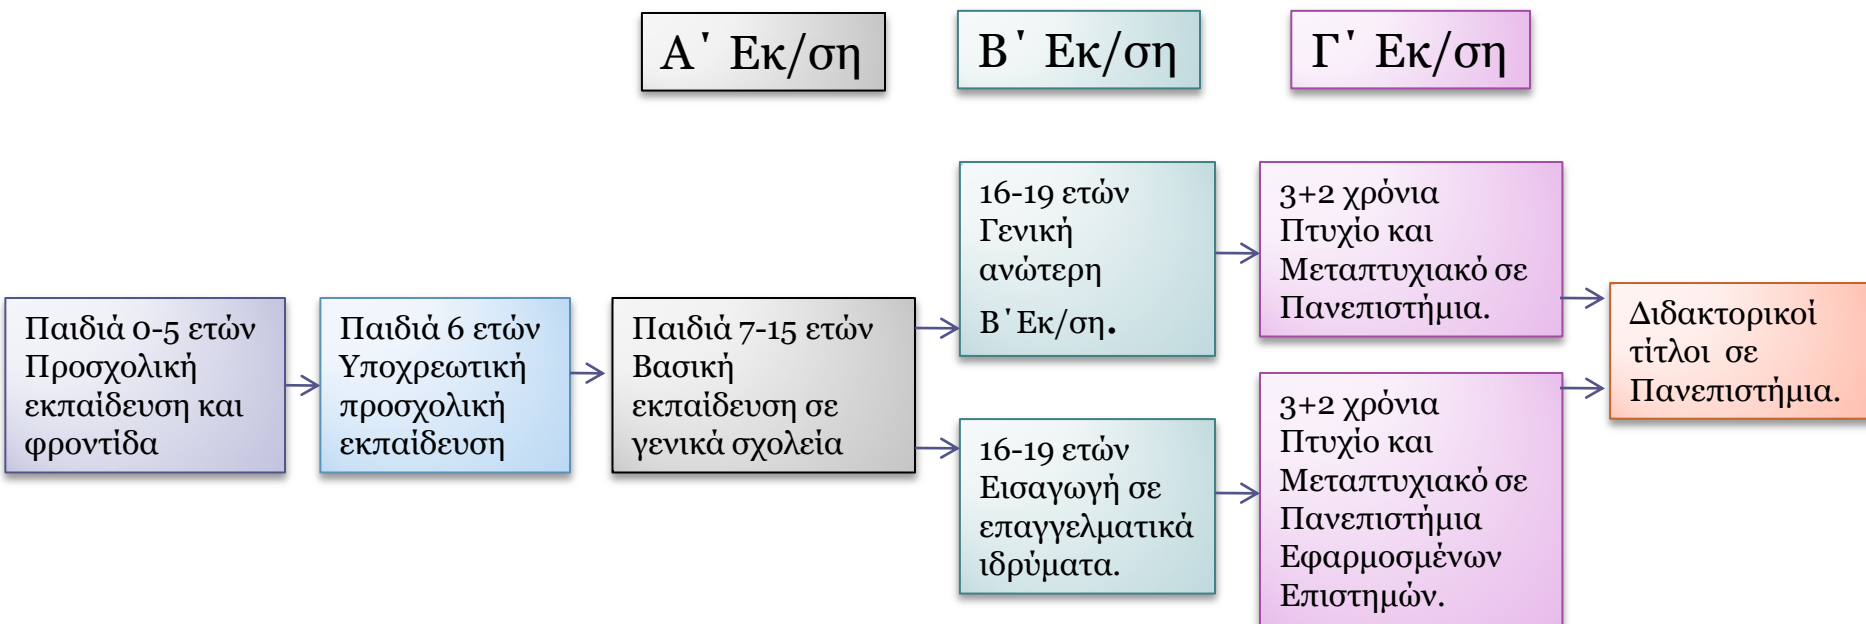 Α΄ Εκ/ση
Β΄ Εκ/ση
Γ΄ Εκ/ση
Παιδιά 0-5 ετών
Προσχολική
εκπαίδευση και
φροντίδα
Παιδιά 6 ετών
Υποχρεωτική
προσχολική
εκπαίδευση
Παιδιά 7-15 ετών
Βασική
εκπαίδευση σε
γενικά σχολεία
16-19 ετών
Γενική
ανώτερη
Β΄Εκ/ση.
16-19 ετών
Εισαγωγή σε
επαγγελματικά
ιδρύματα.
3+2 χρόνια
Πτυχίο και
Μεταπτυχιακό σε
Πανεπιστήμια.
3+2 χρόνια
Πτυχίο και
Μεταπτυχιακό σε
Πανεπιστήμια
Εφαρμοσμένων
Επιστημών.
Διδακτορικοί
τίτλοι σε
Πανεπιστήμια.